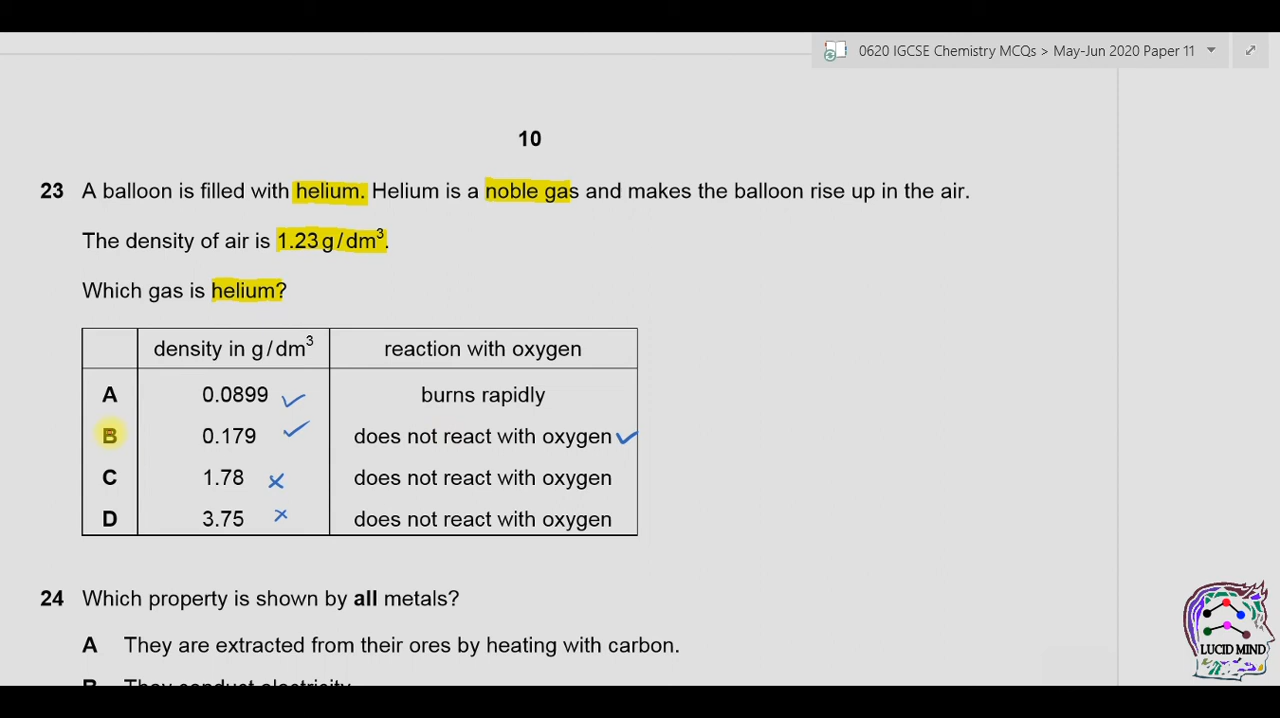 0620 IGCSE Chemistry MCQs > May-Jun 2020 Paper 11
10
23 A balloon is filled with helium. Helium is a noble gas and makes the balloon rise up in the air.
The density of air is 1.23 g/dm³.
Which gas is helium?
density in g/dm³ reaction with oxygen
A 0.0899 burns rapidly
B 0.179 does not react with oxygen
C 1.78 does not react with oxygen
D 3.75 does not react with oxygen
24 Which property is shown by all metals?
A They are extracted from their ores by heating with carbon.
B They conduct electricity.
LUCID MIND